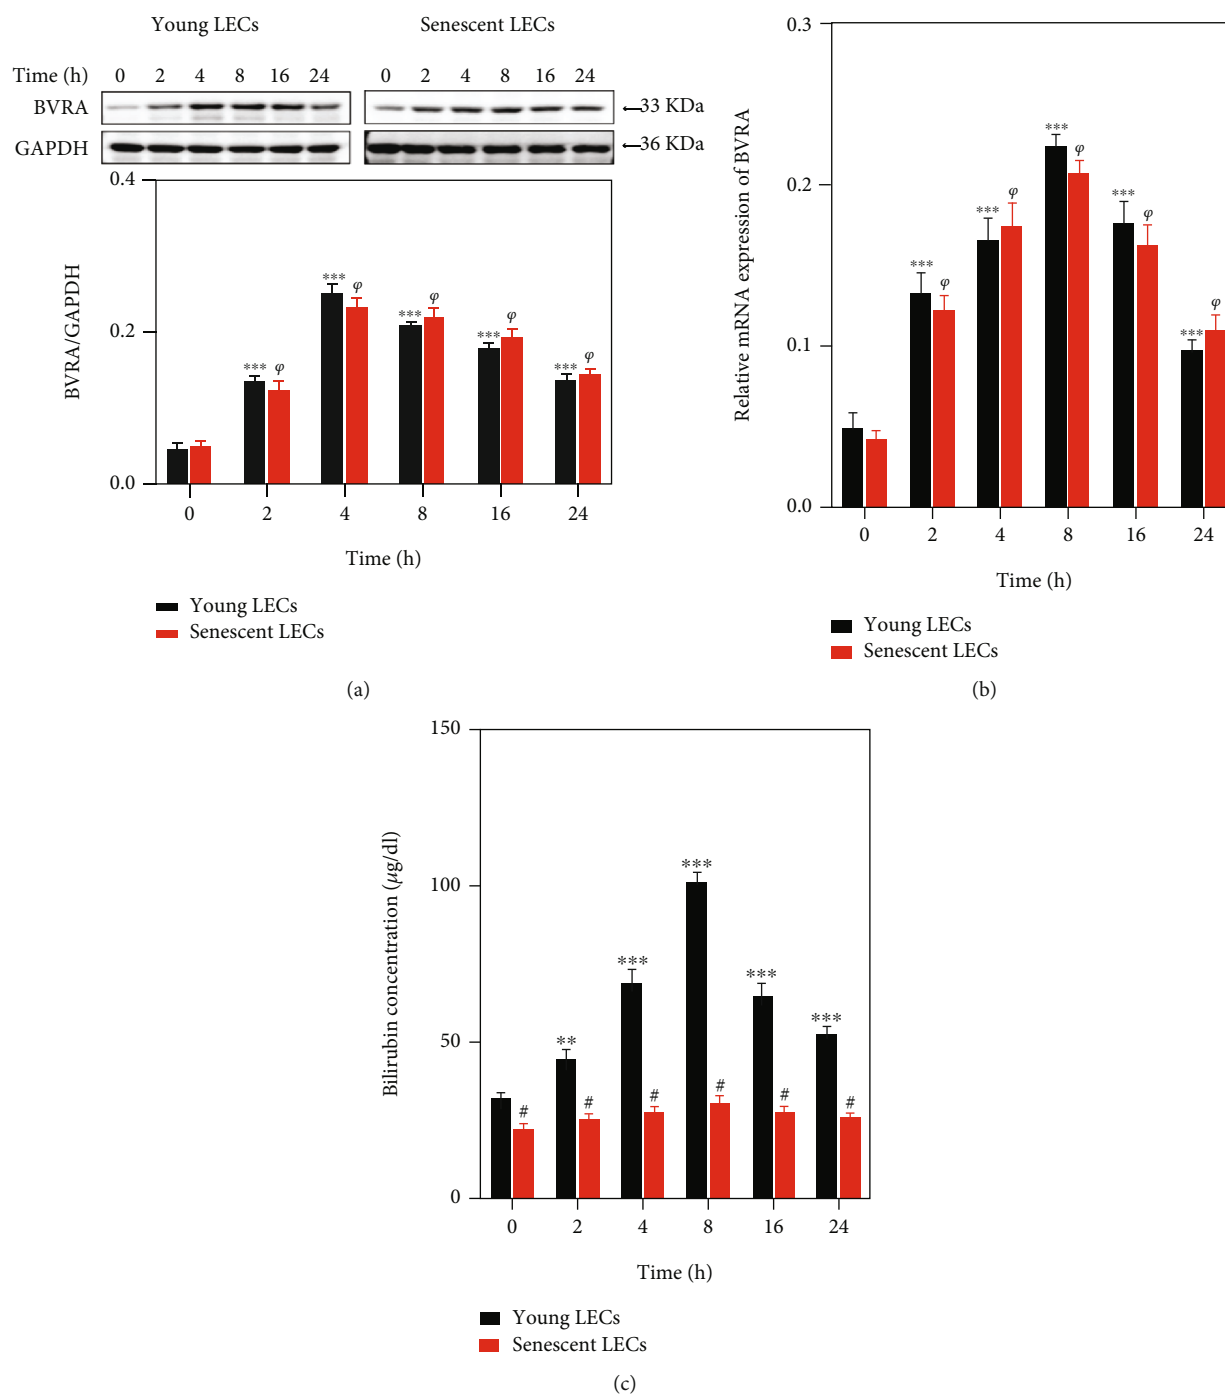 Young LECs
Senescent LECs
Time (h) 0 2 4 8 16 24 0 2 4 8 16 24
BVRA ←33 KDa
GAPDH ←36 KDa
0.4
0.2
0.0
BVRA/GAPDH
*** φ *** φ *** φ *** φ *** φ
0 2 4 8 16 24
Time (h)
Young LECs
Senescent LECs
(a)
0.3
0.2
0.1
0.0
Relative mRNA expression of BVRA
*** φ *** φ *** φ *** φ *** φ
0 2 4 8 16 24
Time (h)
Young LECs
Senescent LECs
(b)
150
100
50
0
Bilirubin concentration (μg/dl)
# ** # *** # *** # *** # *** #
0 2 4 8 16 24
Time (h)
Young LECs
Senescent LECs
(c)